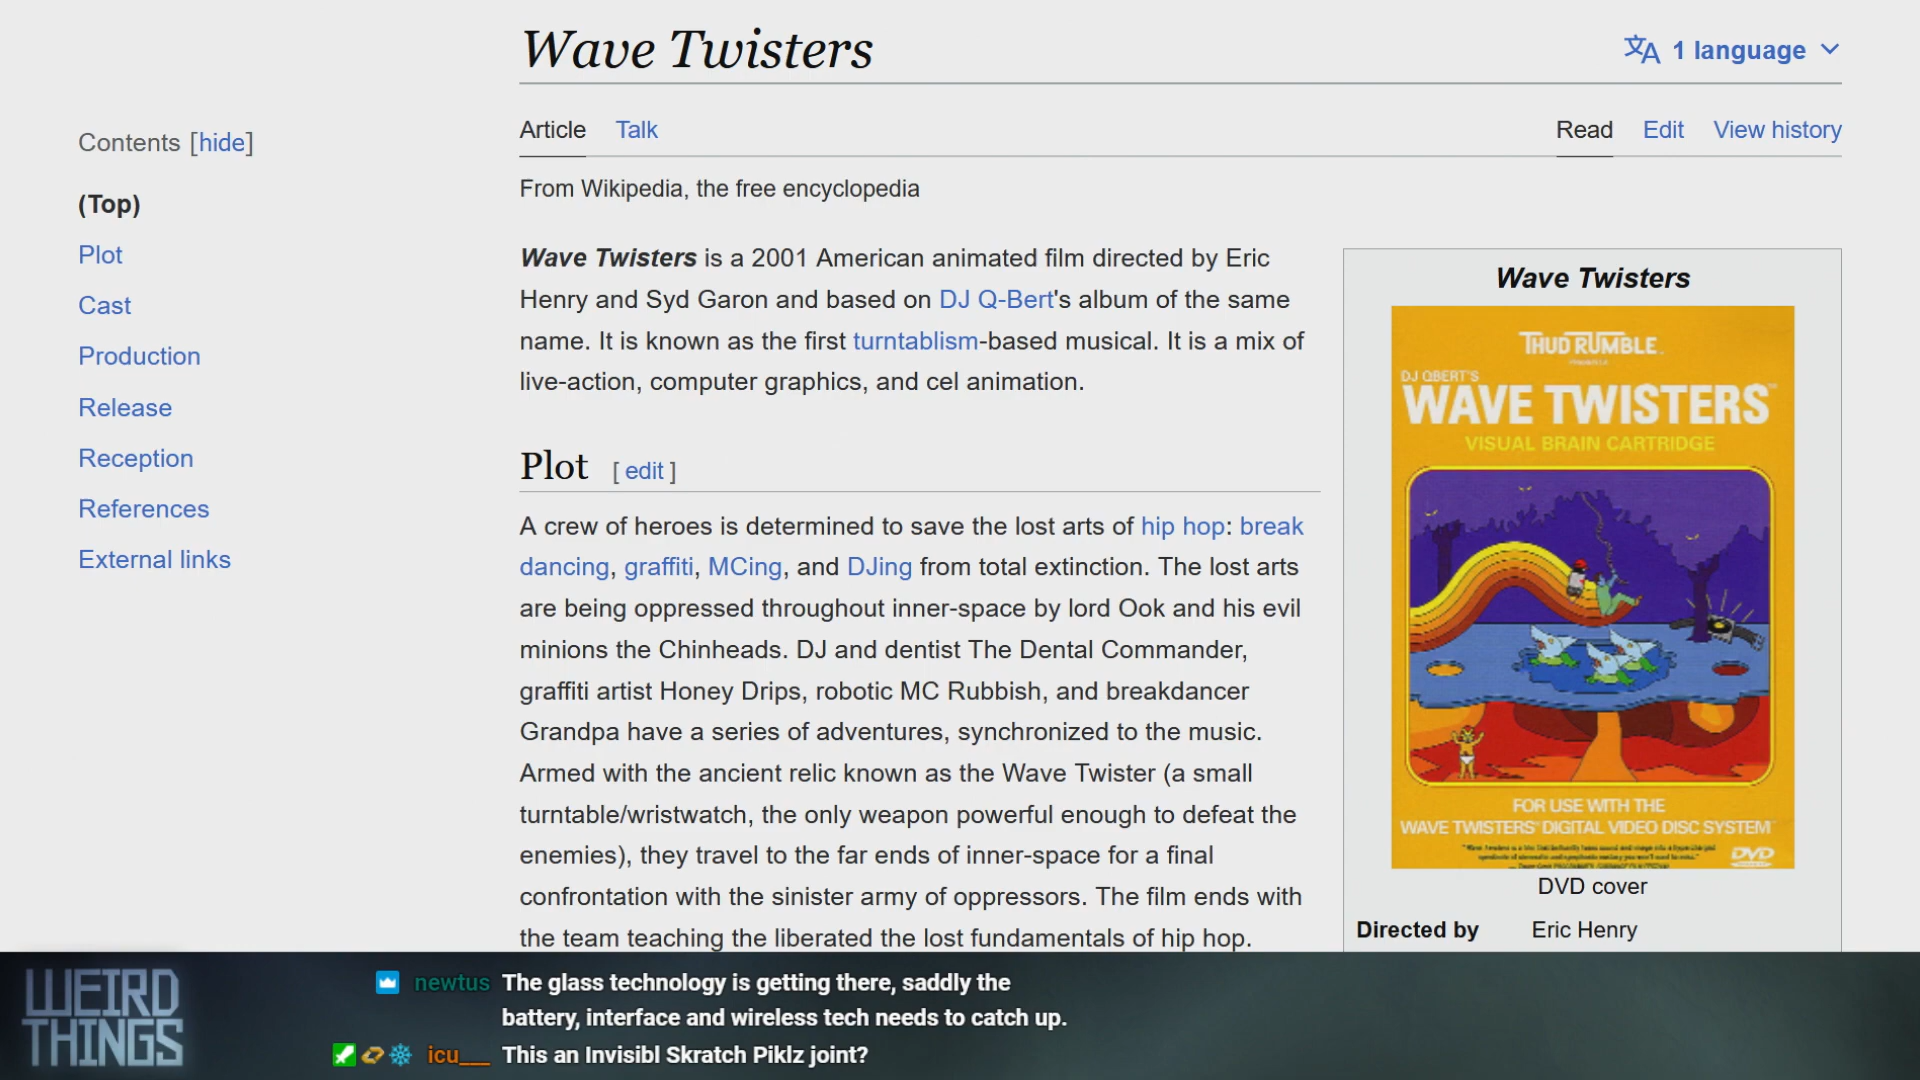 Wave Twisters
1 language
Contents [hide]
(Top)
Plot
Cast
Production
Release
Reception
References
External links
Article Talk
Read Edit View history
From Wikipedia, the free encyclopedia
Wave Twisters is a 2001 American animated film directed by Eric
Henry and Syd Garon and based on DJ Q-Bert's album of the same
name. It is known as the first turntablism-based musical. It is a mix of
live-action, computer graphics, and cel animation.
Plot [ edit ]
A crew of heroes is determined to save the lost arts of hip hop: break
dancing, graffiti, MCing, and DJing from total extinction. The lost arts
are being oppressed throughout inner-space by lord Ook and his evil
minions the Chinheads. DJ and dentist The Dental Commander,
graffiti artist Honey Drips, robotic MC Rubbish, and breakdancer
Grandpa have a series of adventures, synchronized to the music.
Armed with the ancient relic known as the Wave Twister (a small
turntable/wristwatch, the only weapon powerful enough to defeat the
enemies), they travel to the far ends of inner-space for a final
confrontation with the sinister army of oppressors. The film ends with
the team teaching the liberated the lost fundamentals of hip hop.
Wave Twisters
THUD RUMBLE
DJ QBERT'S
WAVE TWISTERS™
VISUAL BRAIN CARTRIDGE
FOR USE WITH THE
WAVE TWISTERS™ DIGITAL VIDEO DISC SYSTEM™
DVD
DVD cover
Directed by Eric Henry
WEIRD
THINGS
newtus The glass technology is getting there, saddly the
battery, interface and wireless tech needs to catch up.
icu___ This an Invisibl Skratch Piklz joint?